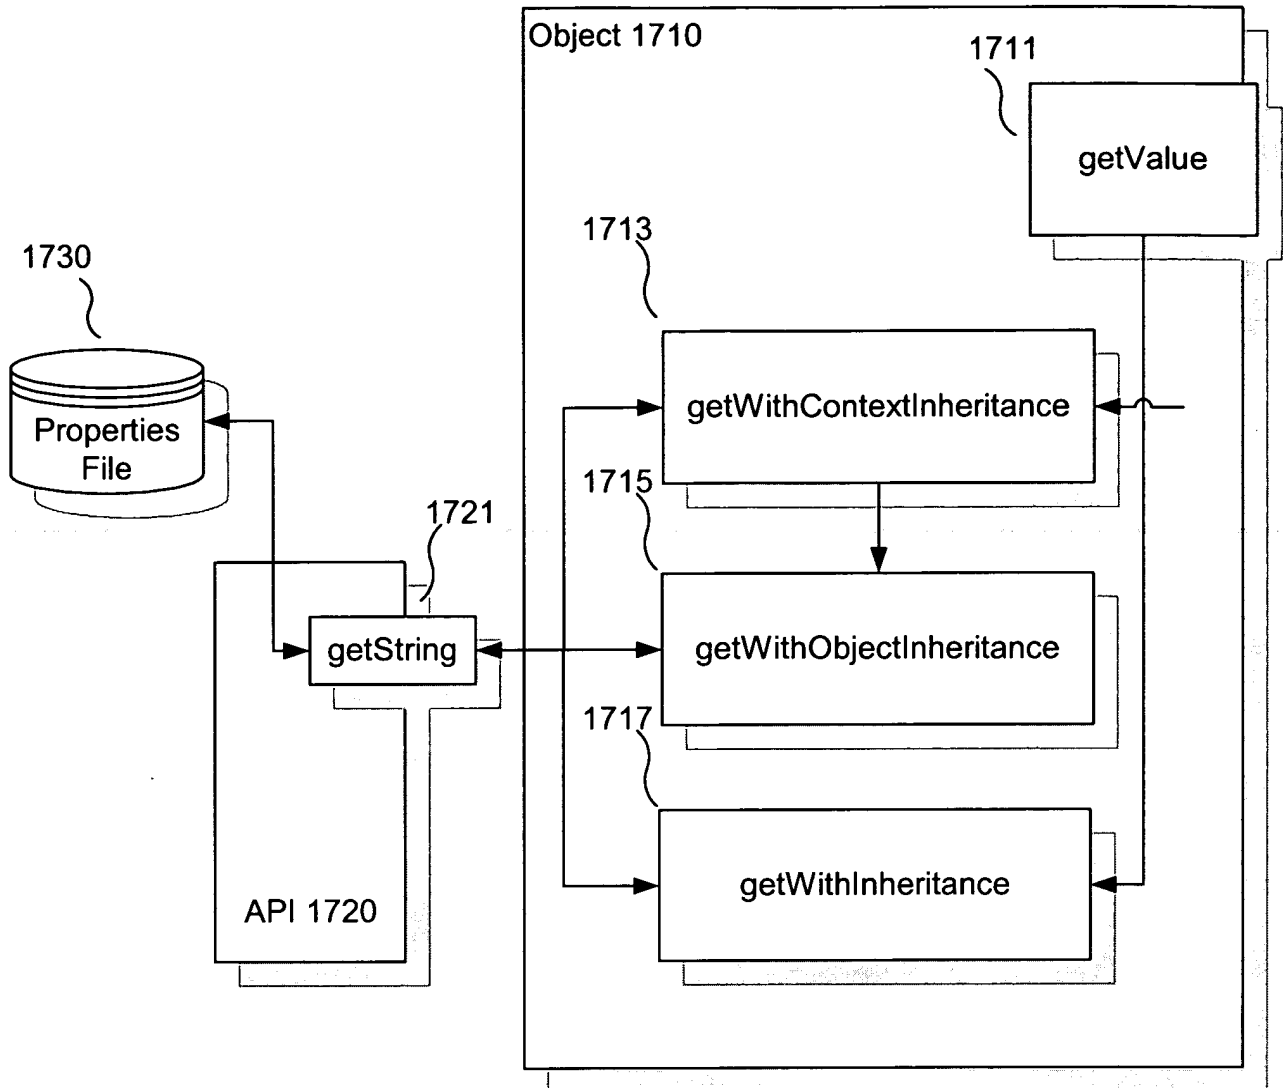 Object 1710
1711
getValue
1713
1730
getWithContextInheritance
Properties
File
1715
1721
getString
getWithObjectInheritance
1717
getWithInheritance
API 1720